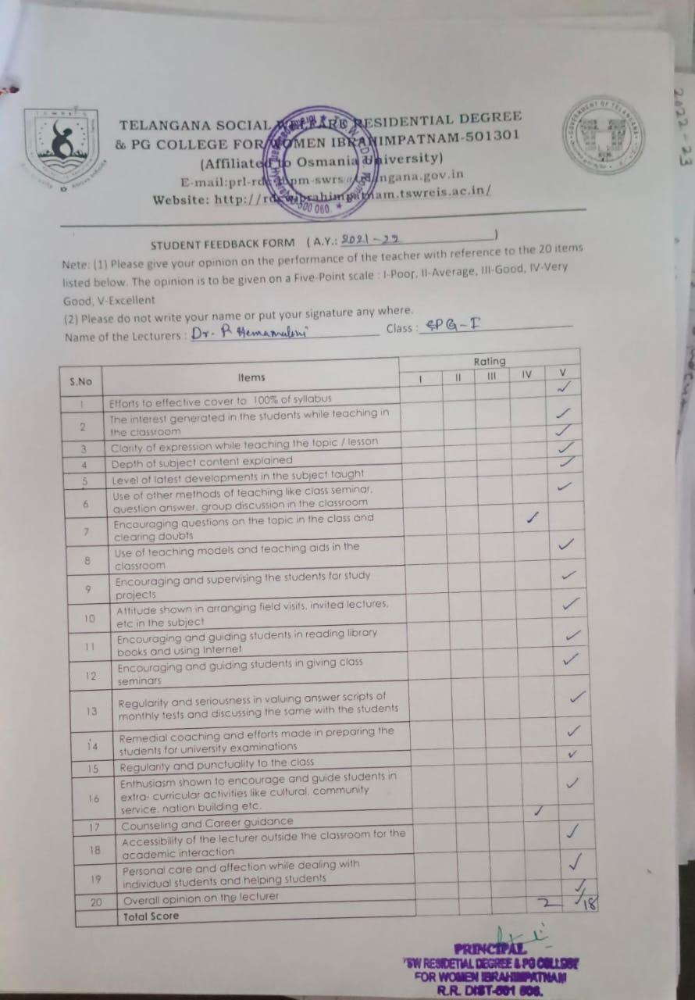 2022-23
TELANGANA SOCIAL WELFARE RESIDENTIAL DEGREE
& PG COLLEGE FOR WOMEN IBRAHIMPATNAM-501301
(Affiliated to Osmania University)
Website: http://
STUDENT FEEDBACK FORM ( A.Y.: 2021-22 )
Note: (1) Please give your opinion on the performance of the teacher with reference to the 20 items
listed below. The opinion is to be given on a Five-Point scale : I-Poor, II-Average, III-Good, IV-Very
Good, V-Excellent
(2) Please do not write your name or put your signature any where.
Name of the Lecturers : Dr. P Hemamalini Class : SPG-I
S.No Items Rating
I II III IV V
1 Efforts to effective cover to 100% of syllabus ✓
2 The interest generated in the students while teaching in
the classroom ✓
3 Clarity of expression while teaching the topic / lesson ✓
4 Depth of subject content explained ✓
5 Level of latest developments in the subject taught ✓
6 Use of other methods of teaching like class seminar,
question answer, group discussion in the classroom ✓
7 Encouraging questions on the topic in the class and
clearing doubts ✓
8 Use of teaching models and teaching aids in the
classroom ✓
9 Encouraging and supervising the students for study
projects ✓
10 Attitude shown in arranging field visits, invited lectures,
etc in the subject ✓
11 Encouraging and guiding students in reading library
books and using Internet ✓
12 Encouraging and guiding students in giving class
seminars ✓
13 Regularity and seriousness in valuing answer scripts of
monthly tests and discussing the same with the students ✓
14 Remedial coaching and efforts made in preparing the
students for university examinations ✓
15 Regularity and punctuality to the class ✓
16 Enthusiasm shown to encourage and guide students in
extra- curricular activities like cultural, community
service, nation building etc. ✓
17 Counseling and Career guidance ✓
18 Accessibility of the lecturer outside the classroom for the
academic interaction ✓
19 Personal care and affection while dealing with
individual students and helping students ✓
20 Overall opinion on the lecturer ✓
Total Score 2 18
PRINCIPAL
TSW RESIDETIAL DEGREE & PG COLLEGE
FOR WOMEN IBRAHIMPATNAM
R.R. DIST-501 506.